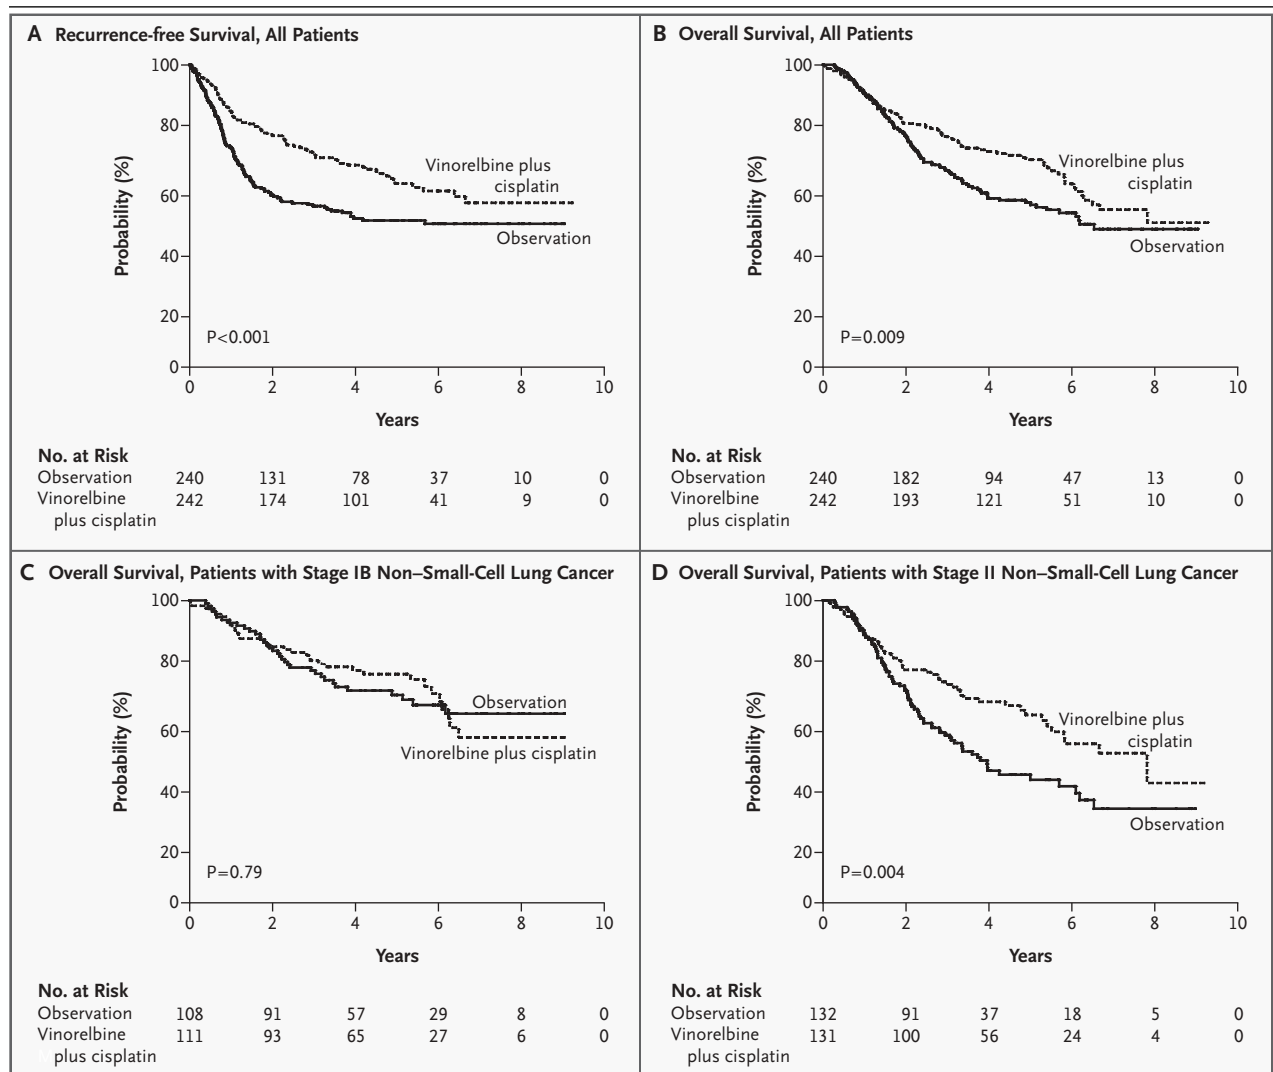 A Recurrence-free Survival, All Patients
100
80
60
40
20
0
Probability (%)
Vinorelbine plus
cisplatin
Observation
P<0.001
0 2 4 6 8 10
Years
No. at Risk
Observation 240 131 78 37 10 0
Vinorelbine 242 174 101 41 9 0
plus cisplatin
B Overall Survival, All Patients
100
80
60
40
20
0
Probability (%)
Vinorelbine plus
cisplatin
Observation
P=0.009
0 2 4 6 8 10
Years
No. at Risk
Observation 240 182 94 47 13 0
Vinorelbine 242 193 121 51 10 0
plus cisplatin
C Overall Survival, Patients with Stage IB Non–Small-Cell Lung Cancer
100
80
60
40
20
0
Probability (%)
Observation
Vinorelbine plus cisplatin
P=0.79
0 2 4 6 8 10
Years
No. at Risk
Observation 108 91 57 29 8 0
Vinorelbine 111 93 65 27 6 0
plus cisplatin
D Overall Survival, Patients with Stage II Non–Small-Cell Lung Cancer
100
80
60
40
20
0
Probability (%)
Vinorelbine plus
cisplatin
Observation
P=0.004
0 2 4 6 8 10
Years
No. at Risk
Observation 132 91 37 18 5 0
Vinorelbine 131 100 56 24 4 0
plus cisplatin